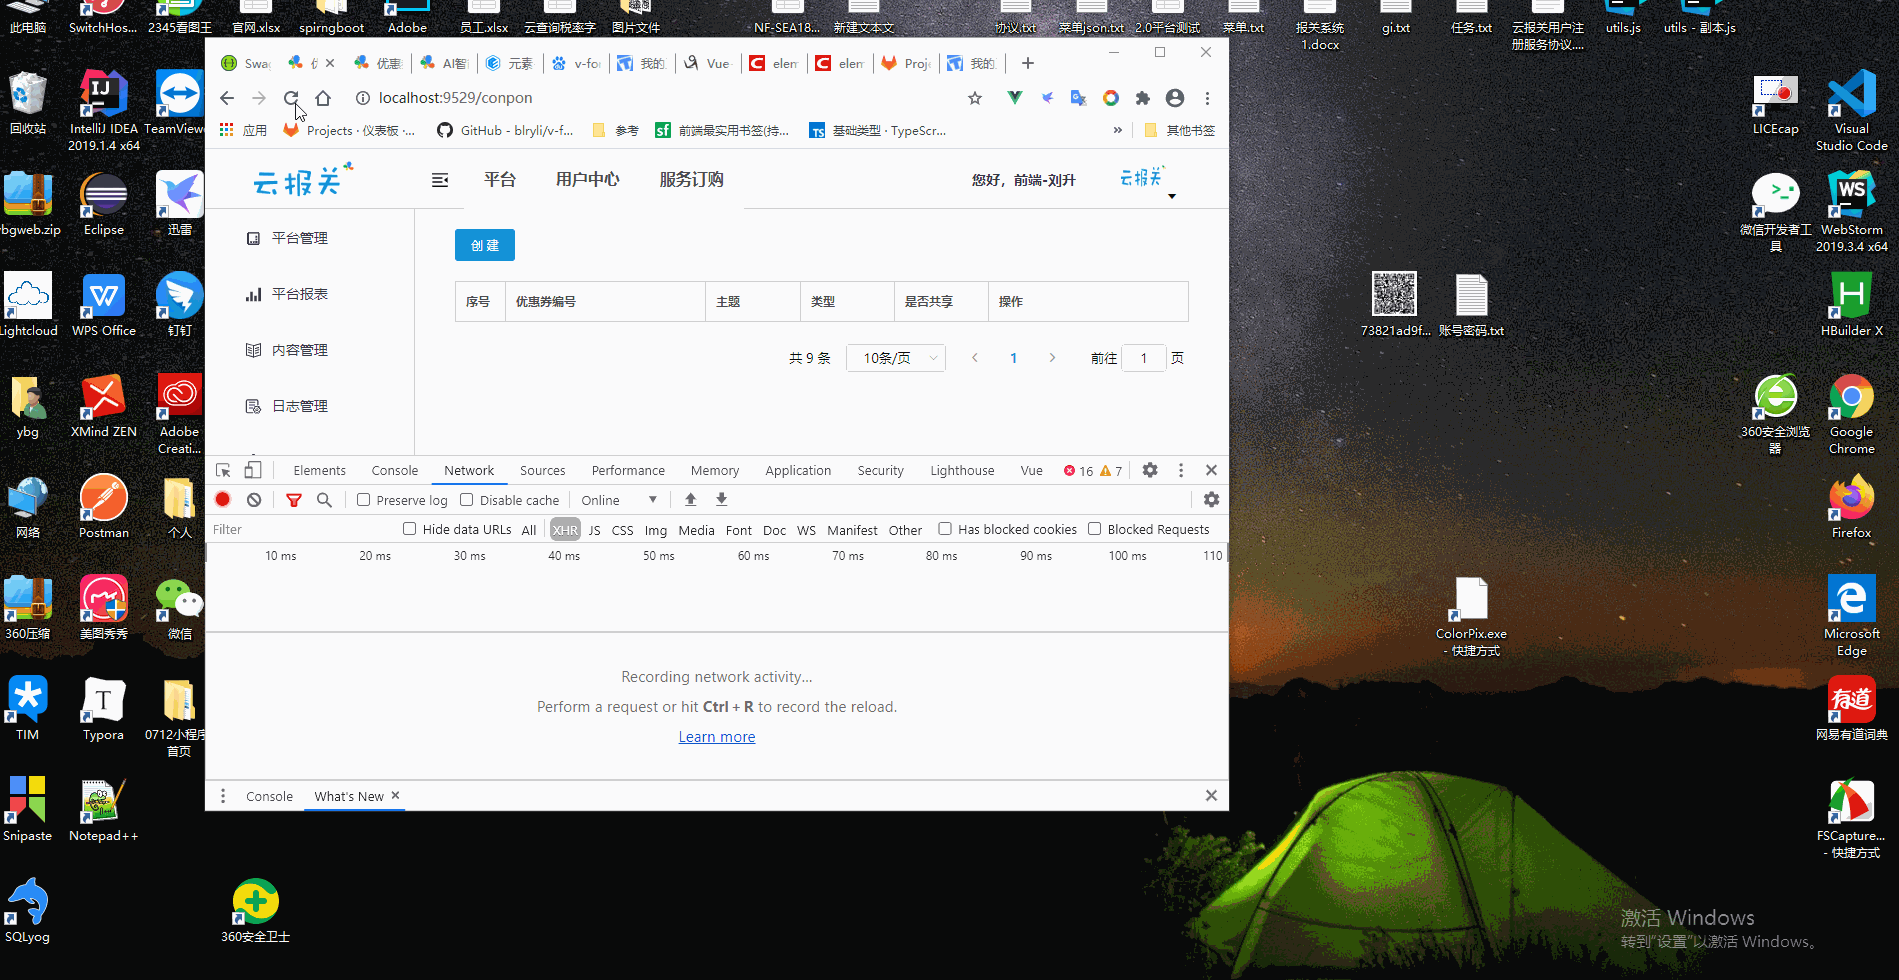 此电脑
SwitchHos...
2345看图王
官网.xlsx
spirngboot
Adobe
员工.xlsx
云查询税率字
图片文件
NF-SEA18...
新建文本文
协议.txt
菜单json.txt
2.0平台测试
菜单.txt
报关系统
1.docx
gi.txt
任务.txt
云报关用户注
册服务协议....
utils.js
utils - 副本.js
Swag
优
优惠
AI智
元素
v-for
我的
Vue-
elem
elem
Proje
我的
localhost:9529/conpon
应用
Projects · 仪表板 ·...
GitHub - blryli/v-f...
参考
前端最实用书签(持...
基础类型 · TypeScr...
»
其他书签
云报关
平台
用户中心
服务订购
您好，前端-刘升
云报关
平台管理
平台报表
内容管理
日志管理
创 建
序号
优惠券编号
主题
类型
是否共享
操作
共 9 条
10条/页
1
前往
1
页
Elements
Console
Network
Sources
Performance
Memory
Application
Security
Lighthouse
Vue
16
7
Preserve log
Disable cache
Online
Filter
Hide data URLs
All
XHR
JS
CSS
Img
Media
Font
Doc
WS
Manifest
Other
Has blocked cookies
Blocked Requests
10 ms
20 ms
30 ms
40 ms
50 ms
60 ms
70 ms
80 ms
90 ms
100 ms
110
Recording network activity...
Perform a request or hit Ctrl + R to record the reload.
Learn more
Console
What's New
回收站
IntelliJ IDEA
2019.1.4 x64
TeamViewe
ybgweb.zip
Eclipse
迅雷
Lightcloud
WPS Office
钉钉
ybg
XMind ZEN
Adobe
Creati...
网络
Postman
个人
360压缩
美图秀秀
微信
TIM
Typora
0712小程序
首页
Snipaste
Notepad++
SQLyog
360安全卫士
LICEcap
Visual
Studio Code
微信开发者工
具
WebStorm
2019.3.4 x64
73821ad9f...
账号密码.txt
HBuilder X
360安全浏览
器
Google
Chrome
Firefox
ColorPix.exe
- 快捷方式
Microsoft
Edge
有道
网易有道词典
FSCapture...
- 快捷方式
激活 Windows
转到"设置"以激活 Windows。